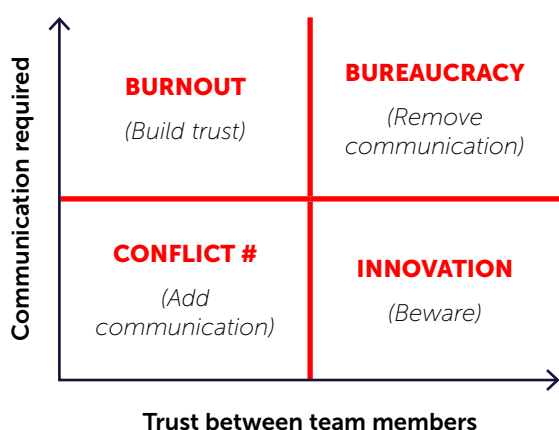 Communication required
BURNOUT
(Build trust)
BUREAUCRACY
(Remove
communication)
CONFLICT #
(Add
communication)
INNOVATION
(Beware)
Trust between team members